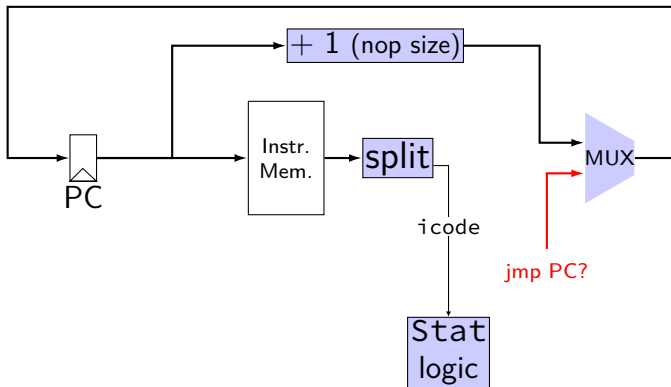 + 1 (nop size)
Instr.
Mem.
split
MUX
PC
icode
jmp PC?
Stat
logic